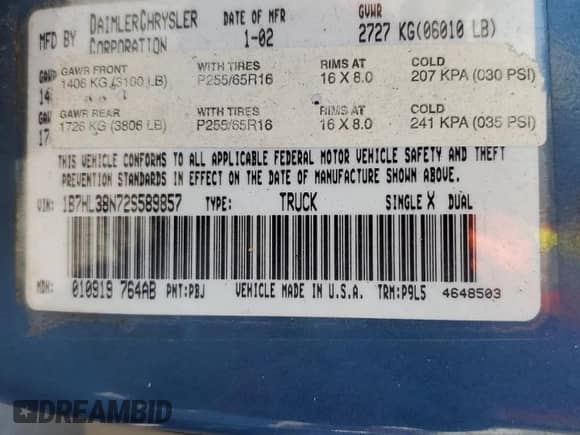 MFD BY DAIMLERCHRYSLER CORPORATION
DATE OF MFR 1-02
GVWR 2727 KG(06010 LB)
GAWR FRONT WITH TIRES RIMS AT COLD
1406 KG (3100 LB) P255/65R16 16 X 8.0 207 KPA (030 PSI)
GAWR REAR WITH TIRES RIMS AT COLD
1726 KG (3806 LB) P255/65R16 16 X 8.0 241 KPA (035 PSI)
THIS VEHICLE CONFORMS TO ALL APPLICABLE FEDERAL MOTOR VEHICLE SAFETY AND THEFT
PREVENTION STANDARDS IN EFFECT ON THE DATE OF MANUFACTURE SHOWN ABOVE.
VIN: 1B7HL38N72S589857 TYPE: TRUCK SINGLE X DUAL
MDH: 010919 764AB PNT:PBJ VEHICLE MADE IN U.S.A. TRM:P9L5 4648503
DREAMBID